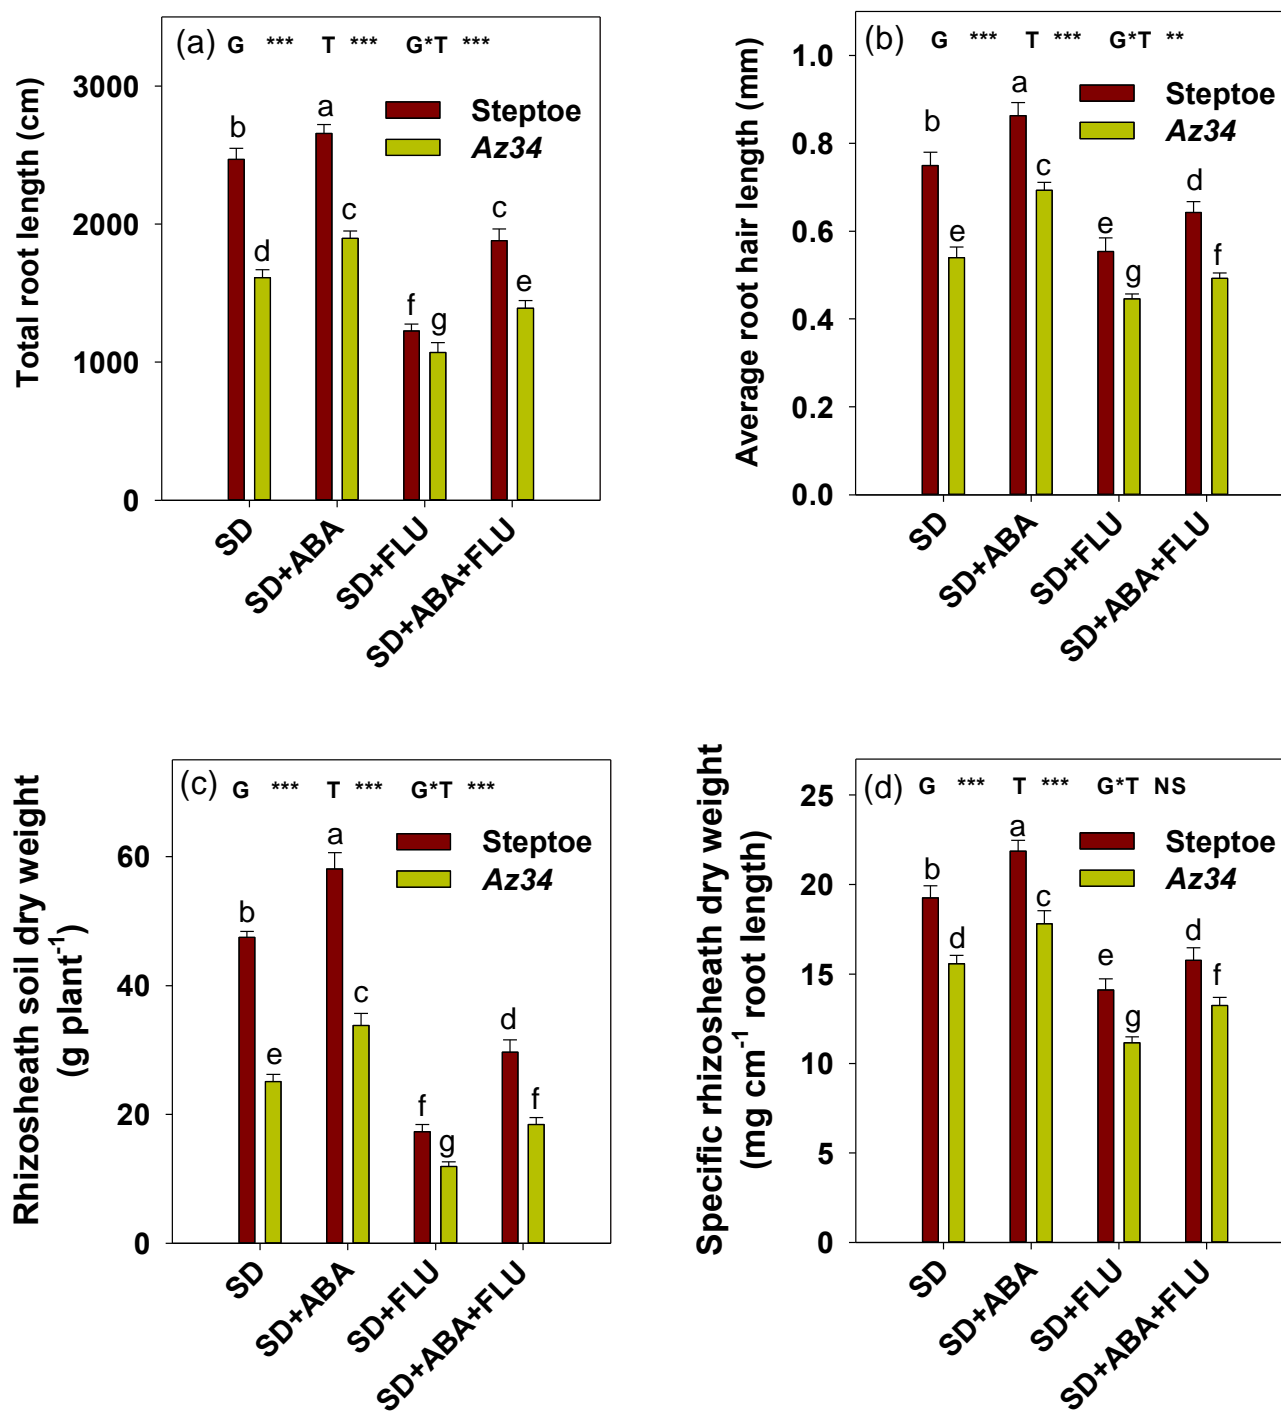 (a) G *** T *** G*T ***
Total root length (cm)
3000
2000
1000
0
Steptoe
Az34
b
d
a
c
f
g
c
e
SD
SD+ABA
SD+FLU
SD+ABA+FLU
(b) G *** T *** G*T **
Average root hair length (mm)
1.0
0.8
0.6
0.4
0.2
0.0
Steptoe
Az34
b
e
a
c
e
g
d
f
SD
SD+ABA
SD+FLU
SD+ABA+FLU
(c) G *** T *** G*T ***
Rhizosheath soil dry weight
(g plant⁻¹)
60
40
20
0
Steptoe
Az34
b
e
a
c
f
g
d
f
SD
SD+ABA
SD+FLU
SD+ABA+FLU
(d) G *** T *** G*T NS
Specific rhizosheath dry weight
(mg cm⁻¹ root length)
25
20
15
10
5
0
Steptoe
Az34
b
d
a
c
e
g
d
f
SD
SD+ABA
SD+FLU
SD+ABA+FLU